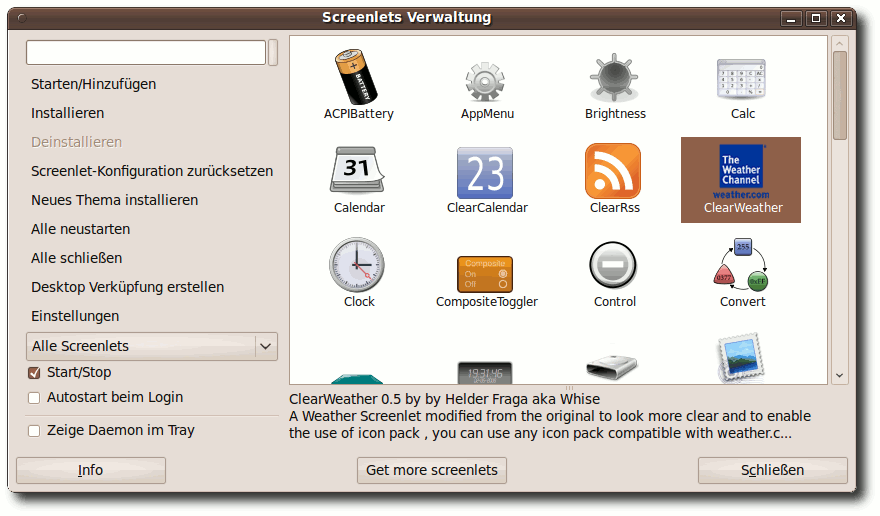 Screenlets Verwaltung
Starten/Hinzufügen
Installieren
Deinstallieren
Screenlet-Konfiguration zurücksetzen
Neues Thema installieren
Alle neustarten
Alle schließen
Desktop Verküpfung erstellen
Einstellungen
Alle Screenlets
Start/Stop
Autostart beim Login
Zeige Daemon im Tray
BATTERY
ACPIBattery
AppMenu
Brightness
Calc
31
Calendar
23
ClearCalendar
ClearRss
The
Weather
Channel
weather.com
ClearWeather
Clock
Composite
On
Off
CompositeToggler
Control
255
0377
0xFF
Convert
19:31:46
ClearWeather 0.5 by by Helder Fraga aka Whise
A Weather Screenlet modified from the original to look more clear and to enable
the use of icon pack , you can use any icon pack compatible with weather.c...
Info
Get more screenlets
Schließen